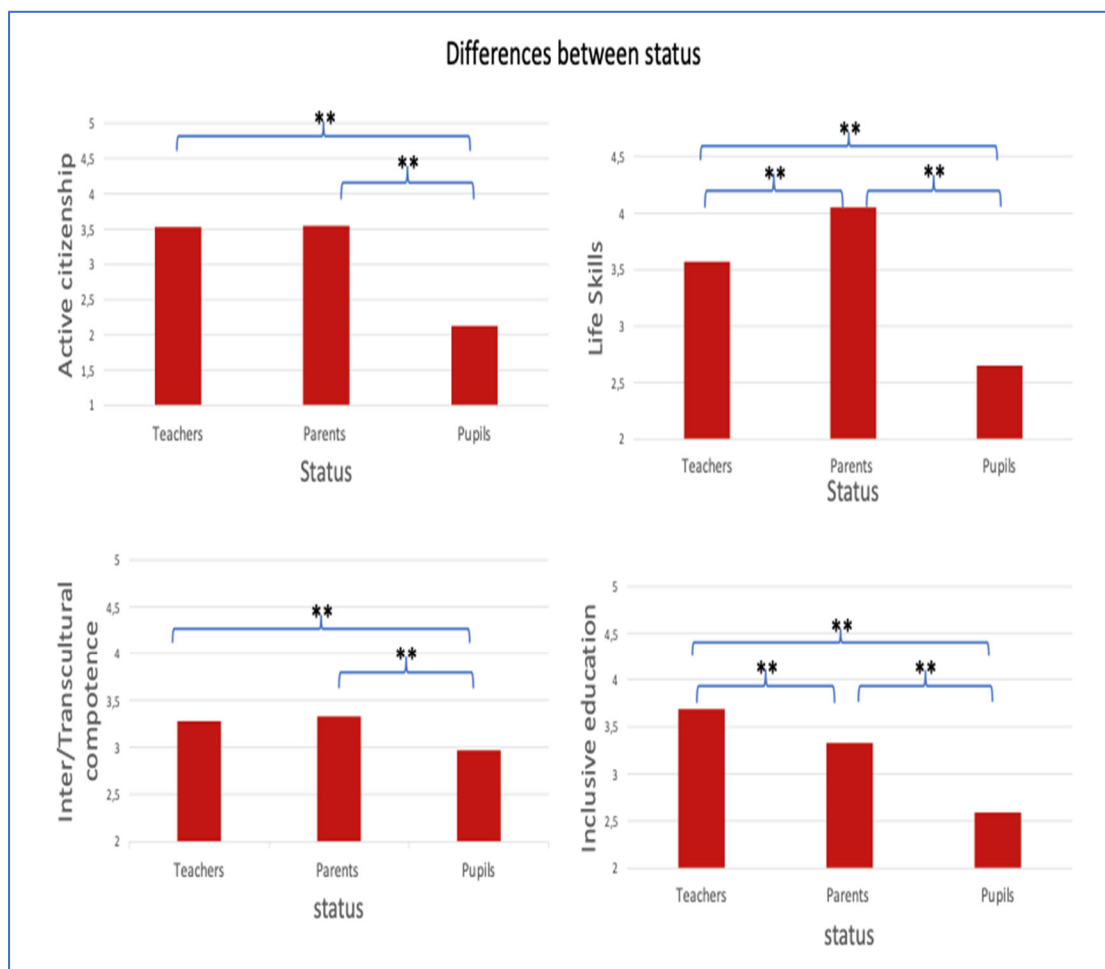 Differences between status
Active citizenship
5
4,5
4
3,5
3
2,5
2
1,5
1
**
**
Teachers Parents Pupils
Status
Life Skills
4,5
4
3,5
3
2,5
2
**
**
**
Teachers Parents Pupils
Status
Inter/Transcultural
compotence
5
4,5
4
3,5
3
2,5
2
**
**
Teachers Parents Pupils
status
Inclusive education
5
4,5
4
3,5
3
2,5
2
**
**
**
Teachers Parents Pupils
status